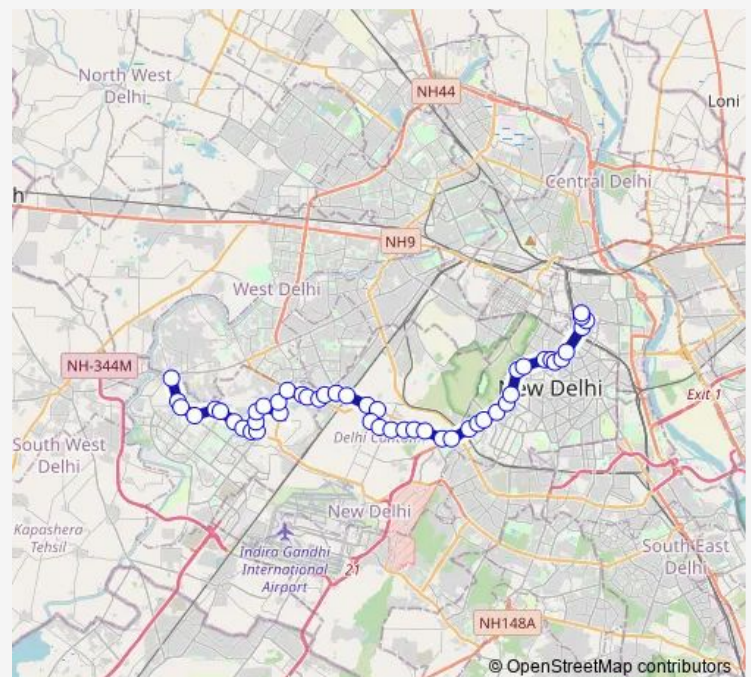 North West
Delhi
NH44
Loni
Central Delhi
h
NH9
West Delhi
NH-344M
New Delhi
Exit 1
South West
Delhi
Delhi Cantonm
New Delhi
Kapashera
Tehsil
Indira Gandhi
International
Airport
21
South East
Delhi
NH148A
© OpenStreetMap contributors